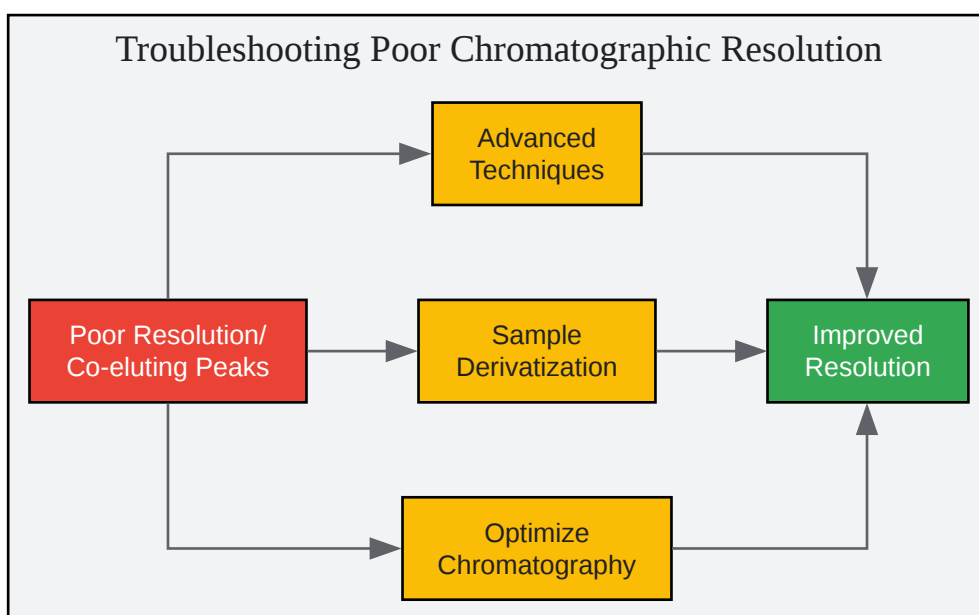 Troubleshooting Poor Chromatographic Resolution
Advanced
Techniques
Poor Resolution/
Co-eluting Peaks
Sample
Derivatization
Improved
Resolution
Optimize
Chromatography